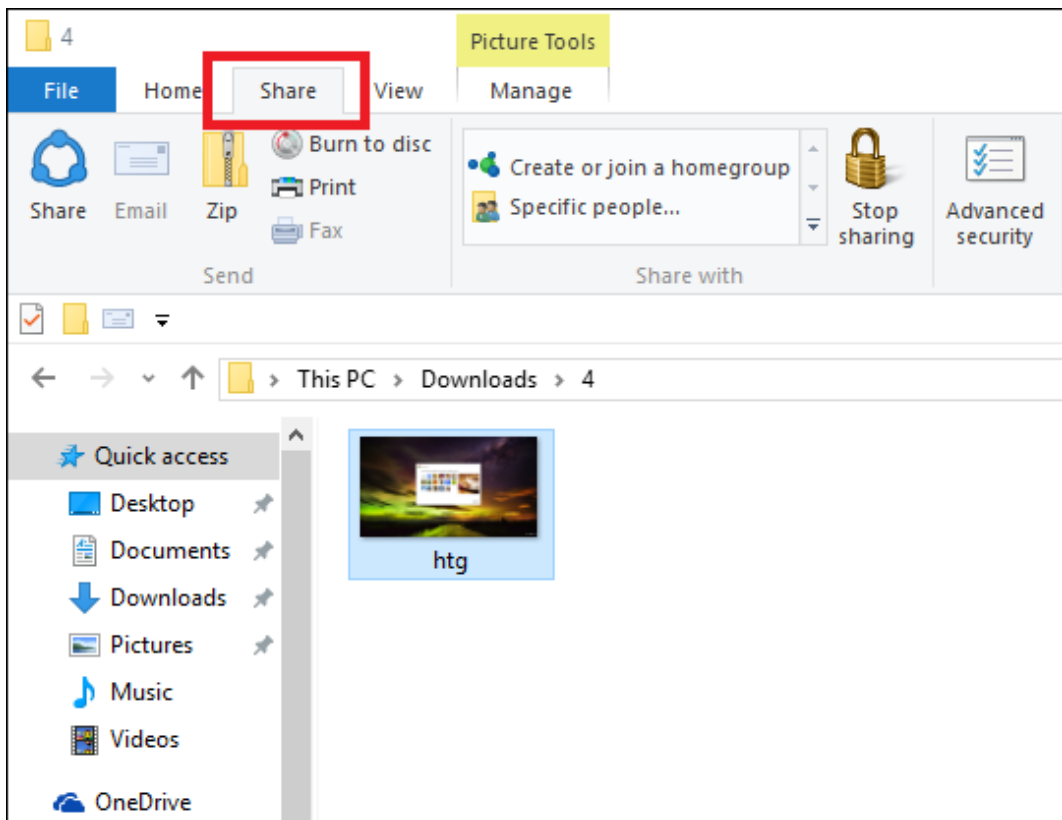 4
Picture Tools
File Home Share View Manage
Burn to disc
Create or join a homegroup
Print
Specific people...
Share Email Zip
Fax
Stop sharing
Advanced security
Send
Share with
This PC > Downloads > 4
Quick access
Desktop
Documents
Downloads
Pictures
Music
Videos
OneDrive
htg